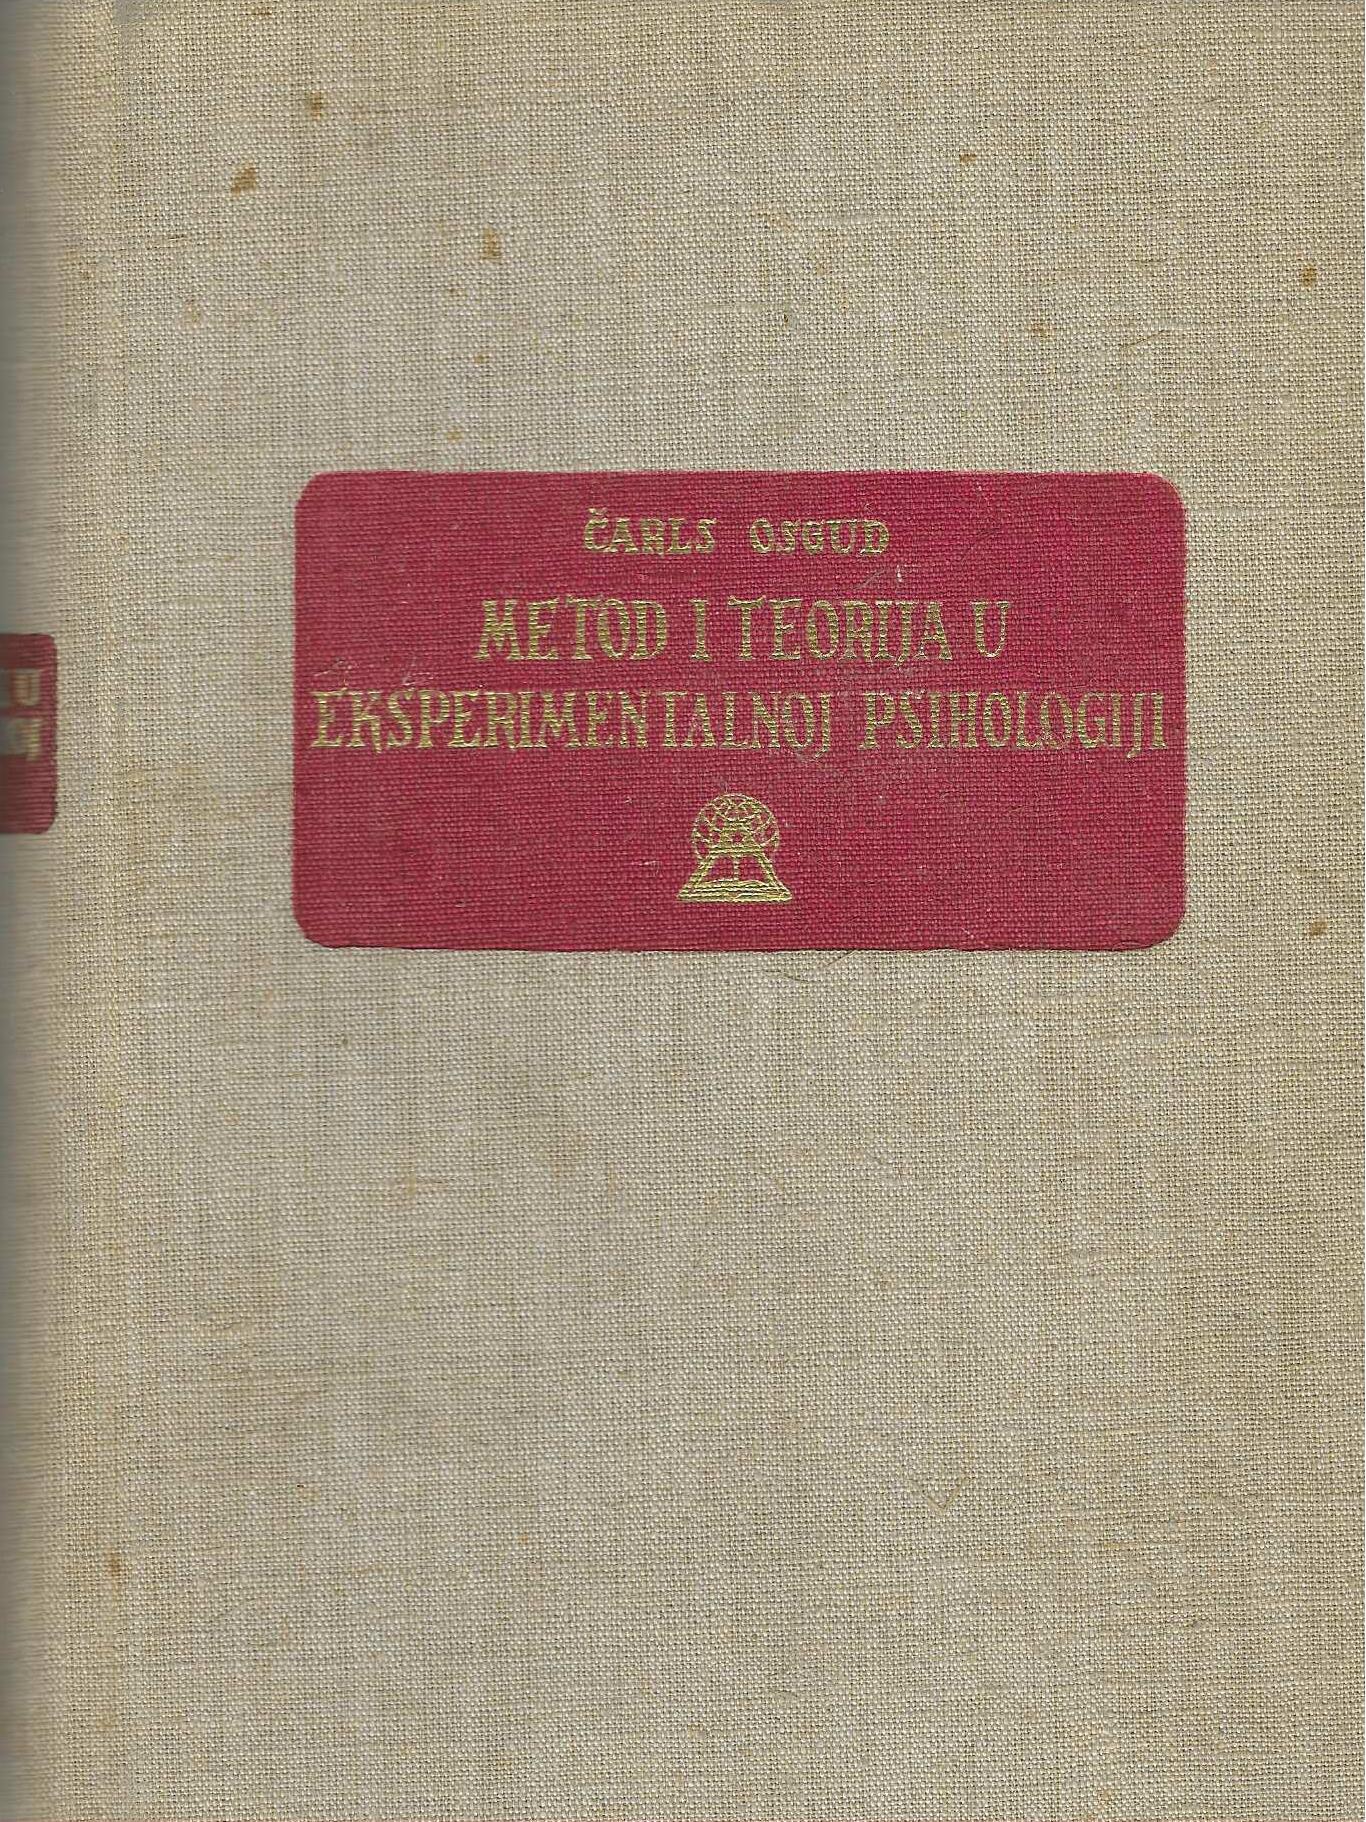 ČARLS OSGUD
METOD I TEORIJA U
EKSPERIMENTALNOJ PSIHOLOGIJI
U